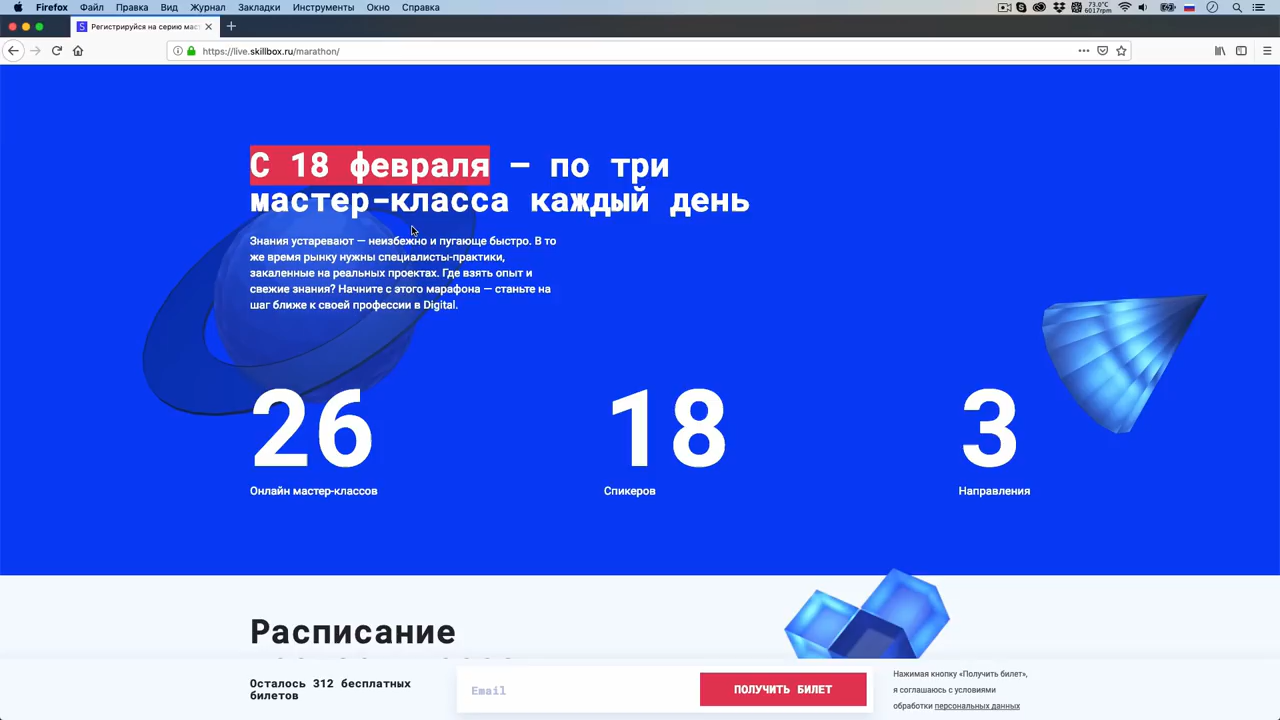 Firefox Файл Правка Вид Журнал Закладки Инструменты Окно Справка
73.0°C
6017rpm
Регистрируйся на серию маст
https://live.skillbox.ru/marathon/
С 18 февраля – по три
мастер-класса каждый день
Знания устаревают — неизбежно и пугающе быстро. В то
же время рынку нужны специалисты-практики,
закаленные на реальных проектах. Где взять опыт и
свежие знания? Начните с этого марафона — станьте на
шаг ближе к своей профессии в Digital.
26
18
3
Онлайн мастер-классов
Спикеров
Направления
Расписание
Осталось 312 бесплатных
билетов
Email
ПОЛУЧИТЬ БИЛЕТ
Нажимая кнопку «Получить билет»,
я соглашаюсь с условиями
обработки персональных данных